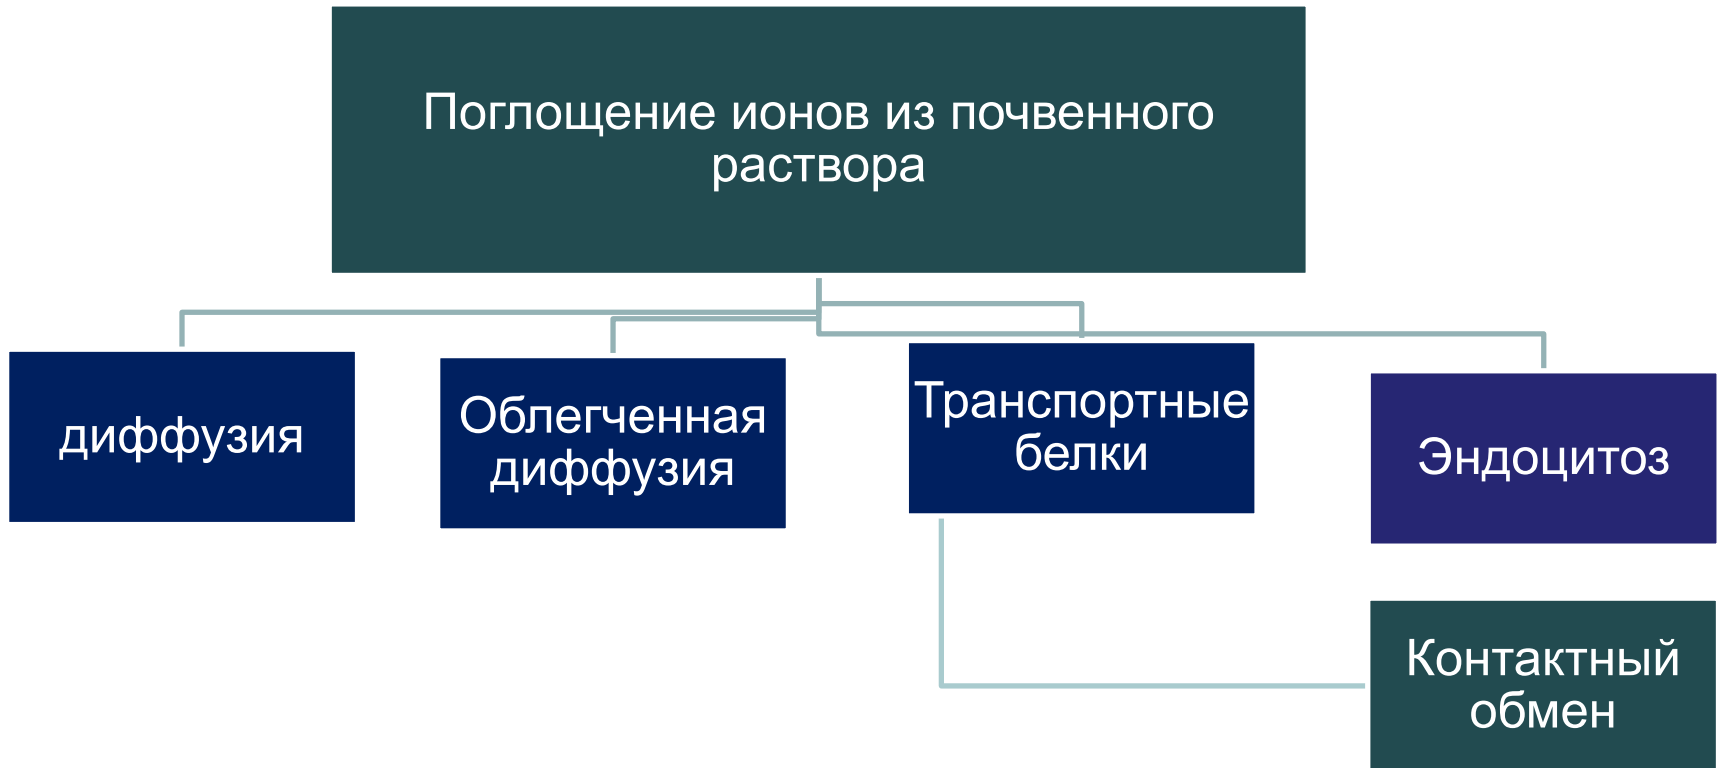 Поглощение ионов из почвенного
раствора
диффузия
Облегченная
диффузия
Транспортные
белки
Эндоцитоз
Контактный
обмен